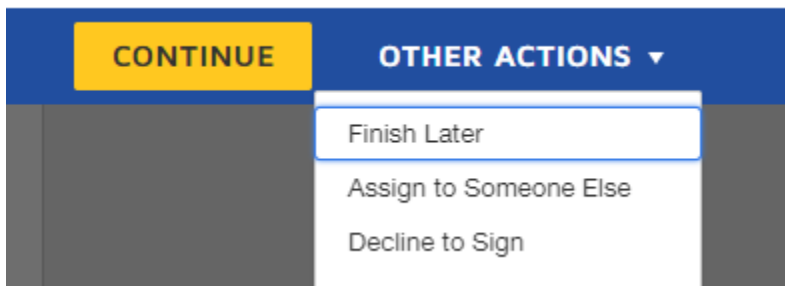 CONTINUE OTHER ACTIONS
Finish Later
Assign to Someone Else
Decline to Sign